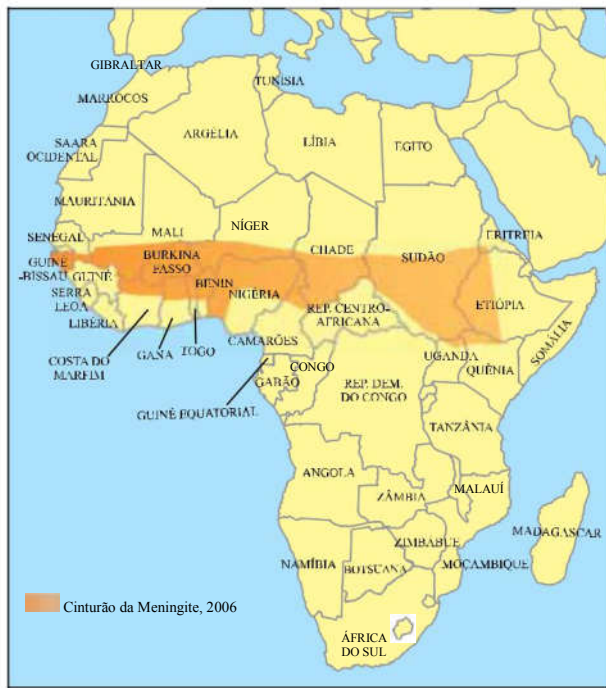 GIBRALTAR
TUNÍSIA
MARROCOS
ARGÉLIA
LÍBIA
EGITO
SAARA
OCIDENTAL
MAURITÂNIA
MALI
NÍGER
CHADE
SUDÃO
ERITREIA
SENEGAL
BURKINA
FASSO
GUINÉ
-BISSAU
GUINÉ
BENIN
NIGÉRIA
SERRA
LEOA
REP. CENTRO-
AFRICANA
ETIÓPIA
LIBÉRIA
CAMARÕES
SOMÁLIA
COSTA DO
MARFIM
GANA
TOGO
UGANDA
QUÊNIA
CONGO
GABÃO
GUINÉ EQUATORIAL
REP. DEM.
DO CONGO
TANZÂNIA
ANGOLA
ZÂMBIA
MALAUÍ
MADAGASCAR
NAMÍBIA
ZIMBÁBUE
BOTSUANA
MOÇAMBIQUE
Cinturão da Meningite, 2006
ÁFRICA
DO SUL